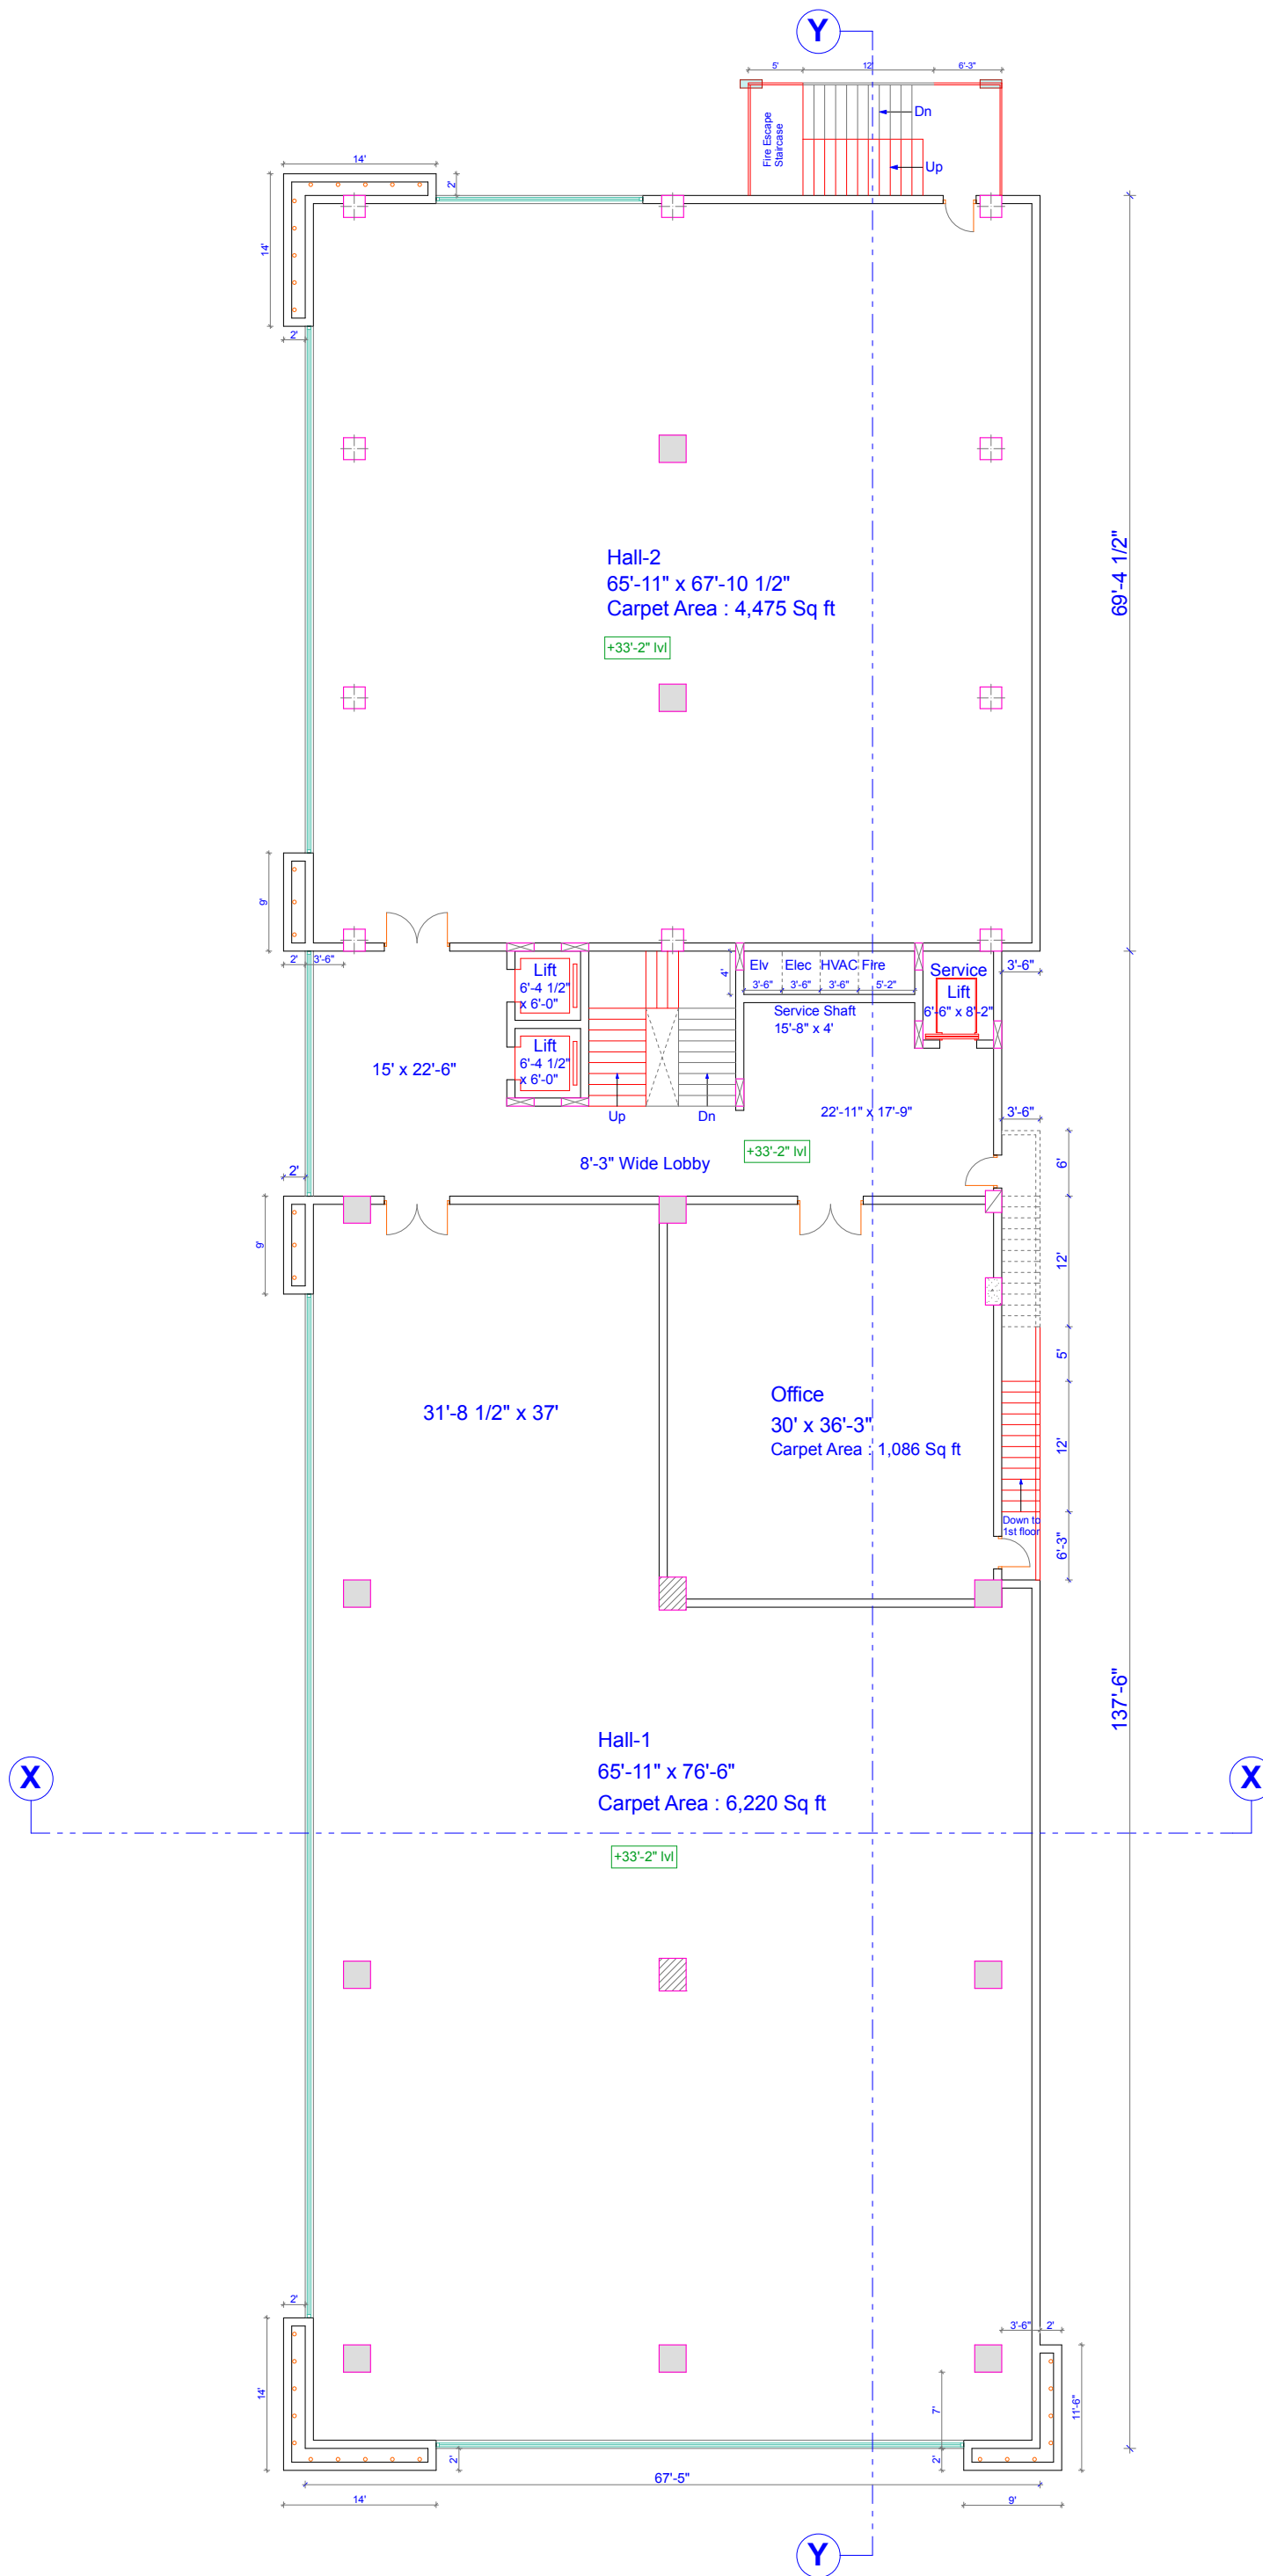 Y
5'
12'
6'-3"
Fire Escape
Staircase
Dn
Up
14'
2'
14'
2'
Hall-2
65'-11" x 67'-10 1/2"
Carpet Area : 4,475 Sq ft
+33'-2" lvl
69'-4 1/2"
9'
2'
3'-6"
Lift
6'-4 1/2"
x 6'-0"
4'
Elv
Elec
HVAC
Fire
3'-6"
3'-6"
3'-6"
5'-2"
Service
Lift
6'-6" x 8'-2"
3'-6"
Service Shaft
15'-8" x 4'
Lift
6'-4 1/2"
x 6'-0"
15' x 22'-6"
Up
Dn
22'-11" x 17'-9"
3'-6"
8'-3" Wide Lobby
+33'-2" lvl
6'
2'
9'
12'
5'
31'-8 1/2" x 37'
Office
30' x 36'-3"
Carpet Area : 1,086 Sq ft
12'
Down to
1st floor
6'-3"
137'-6"
Hall-1
65'-11" x 76'-6"
Carpet Area : 6,220 Sq ft
X
X
+33'-2" lvl
2'
3'-6"
2'
14'
7'
11'-6"
2'
2'
67'-5"
14'
9'
Y